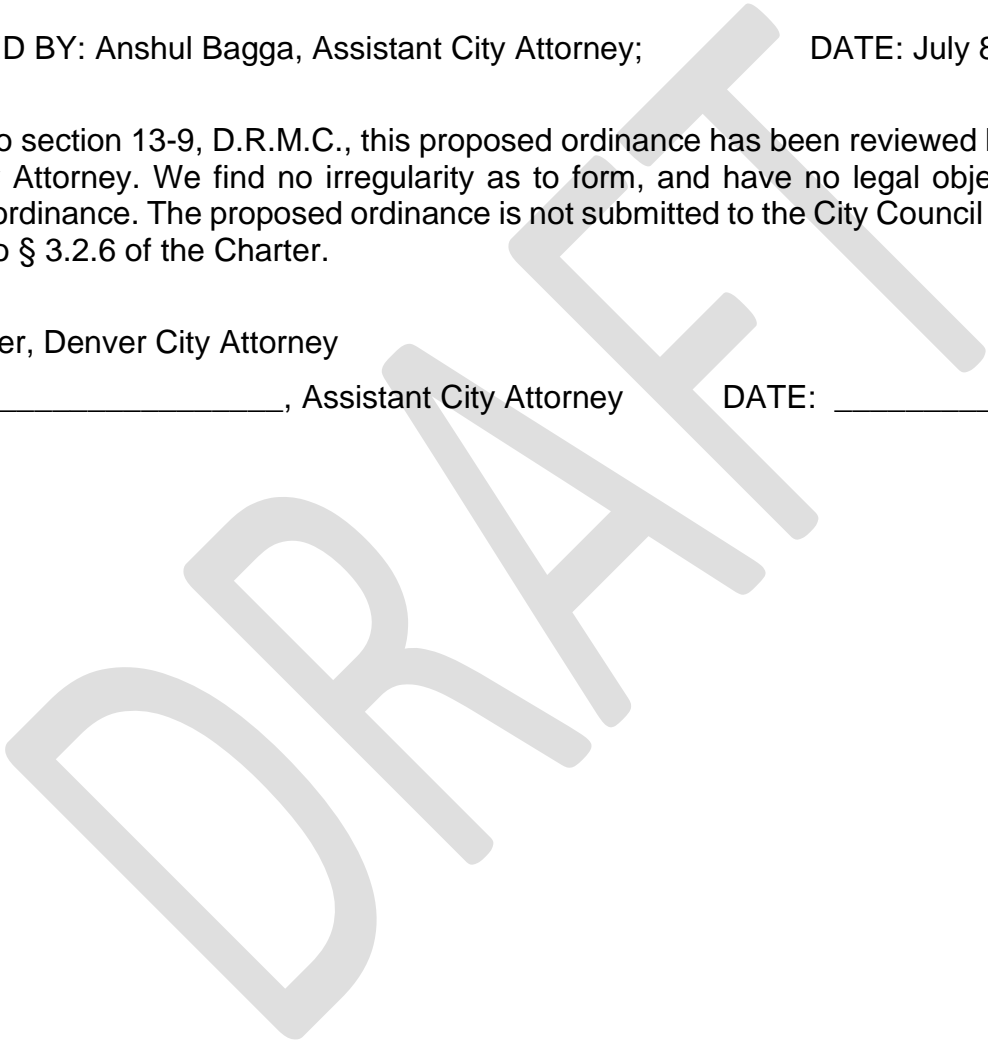 D BY: Anshul Bagga, Assistant City Attorney; DATE: July 8
o section 13-9, D.R.M.C., this proposed ordinance has been reviewed
Attorney. We find no irregularity as to form, and have no legal obje
ordinance. The proposed ordinance is not submitted to the City Council
o § 3.2.6 of the Charter.
er, Denver City Attorney
________________, Assistant City Attorney DATE: _________
DRAFT